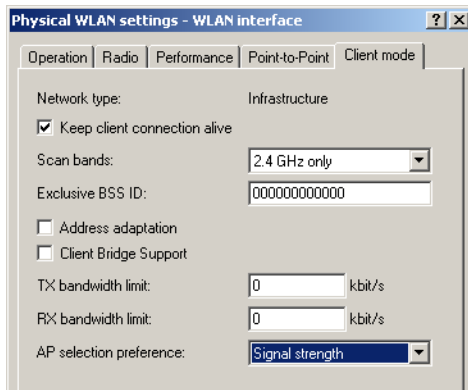 Physical WLAN settings - WLAN interface
Operation Radio Performance Point-to-Point Client mode
Network type: Infrastructure
Keep client connection alive
Scan bands: 2.4 GHz only
Exclusive BSS ID: 000000000000
Address adaptation
Client Bridge Support
TX bandwidth limit: 0 kbit/s
RX bandwidth limit: 0 kbit/s
AP selection preference: Signal strength